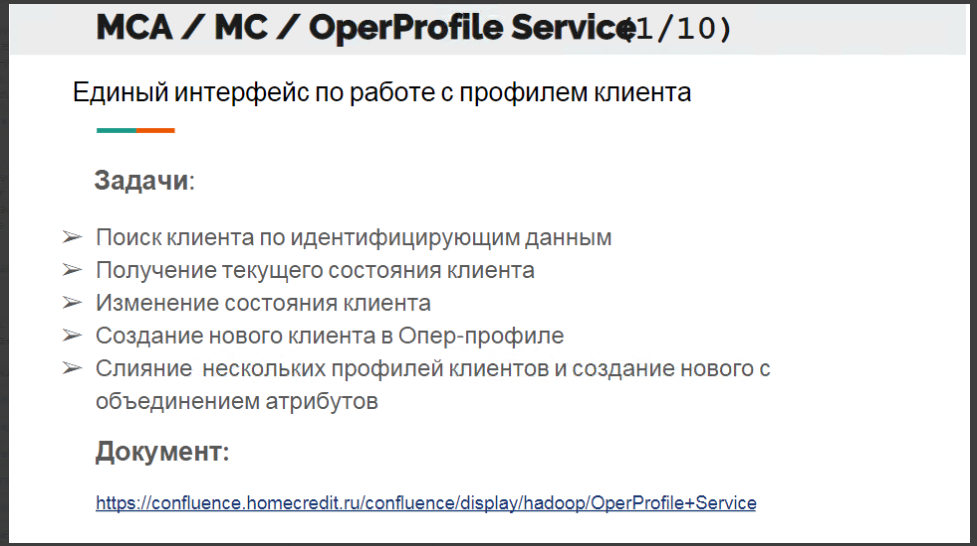 MCA / MC / OperProfile Service(1/10)
Единый интерфейс по работе с профилем клиента
Задачи:
➢ Поиск клиента по идентифицирующим данным
➢ Получение текущего состояния клиента
➢ Изменение состояния клиента
➢ Создание нового клиента в Опер-профиле
➢ Слияние нескольких профилей клиентов и создание нового с
объединением атрибутов
Документ:
https://confluence.homecredit.ru/confluence/display/hadoop/OperProfile+Service